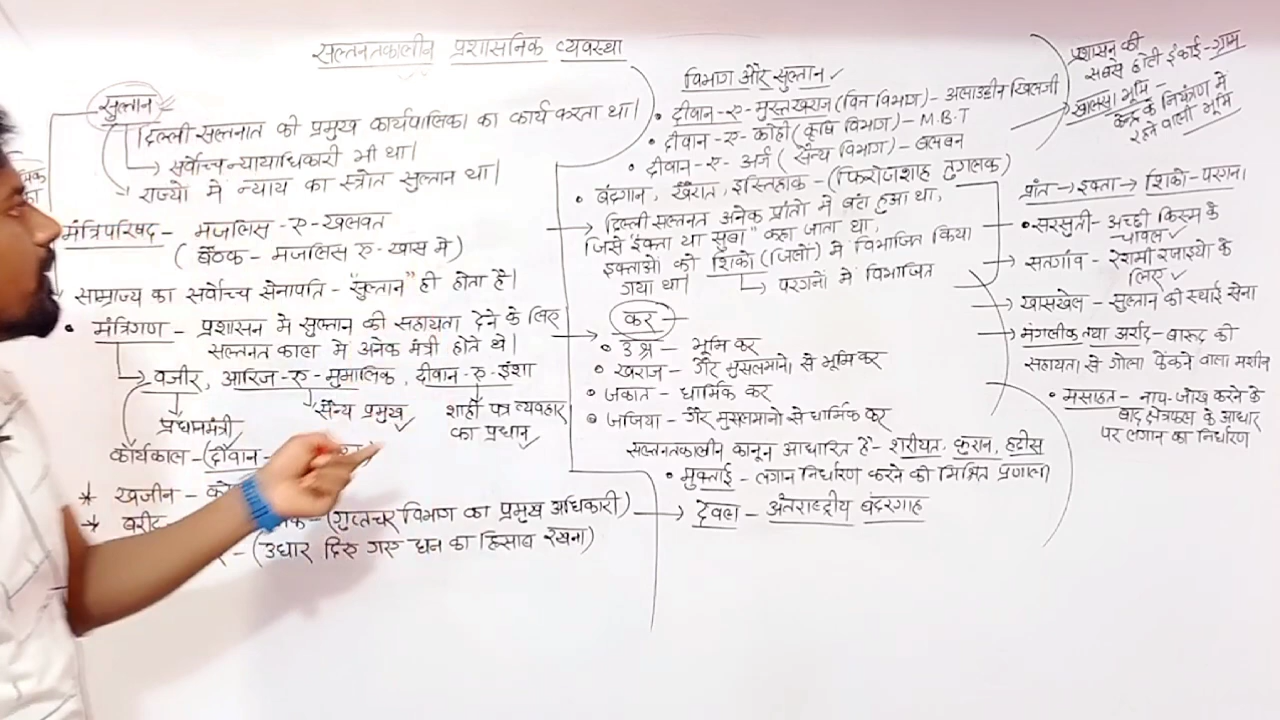 सल्तनतकालीन प्रशासनिक व्यवस्था
सुल्तान
दिल्ली सल्तनात की प्रमुख कार्यपालिका का कार्य करता था।
सर्वोच्च न्यायाधिकारी भी था।
राज्यो में न्याय का स्त्रोत सुल्तान था।
मंत्रिपरिषद - मजलिस - ए - खलवत
(बैठक - मजलिस ए - खास मे)
साम्राज्य का सर्वोच्च सेनापति - "सुल्तान" ही होता है।
• मंत्रिगण - प्रशासन मे सुल्तान की सहायता देने के लिए
सल्तनत काल मे अनेक मंत्री होते थे।
वजीर, आरिज - ए - मुमालिक, दीवान - ए - इंशा
प्रधानमंत्री
सैन्य प्रमुख
शाही पत्र व्यवहार
का प्रधान
कार्यकाल - (दीवान -
* खजीन -
(गुप्तचर विभाग का प्रमुख अधिकारी)
- (उधार दिए गए धन का हिसाब रखना)
विभाग और सुल्तान
• दीवान - ए - मुस्तखराज (वित्त विभाग) - अलाउद्दीन खिलजी
• दीवान - ए - कोही (कृषि विभाग) - M.B.T
• दीवान - ए - अर्ज (सैन्य विभाग) - बलबन
• बंदगान, खैरात, इस्तिहाक - (फिरोजशाह तुगलक)
दिल्ली सल्तनत अनेक प्रांतो में बटा हुआ था,
जिसे "इक्ता या सुबा" कहा जाता था,
इक्ताओं को शिको (जिलो) में विभाजित किया
गया था।
परगनों में विभाजित
कर
• उश्र - भूमि कर
• खराज - गैर मुसलमानो से भूमि कर
• जकात - धार्मिक कर
• जजिया - गैर मुसलमानो से धार्मिक कर
सल्तनतकालीन कानून आधारित है - शरीयत, कुरान, हदीस
• मुक्ताई - लगान निर्धारण करने की मिश्रित प्रणाली
देवल - अंतराष्ट्रीय बंदरगाह
प्रशासन की
सबसे छोटी इकाई - ग्राम
खालसा भूमि -
केन्द्र के नियंत्रण मे
रहने वाली भूमि
प्रांत → इक्ता → शिको - परगना
• सरसुती - अच्छी किस्म के
चावल
सतगांव - रेशमी रजाइयो के
लिए
खासखेल - सुल्तान की स्थाई सेना
मंगलीक तथा अर्राद - बारूद की
सहायता से गोला फेंकने वाला मशीन
• मसाहत - नाप-जोख करने के
बाद क्षेत्रफल के आधार
पर लगान का निर्धारण